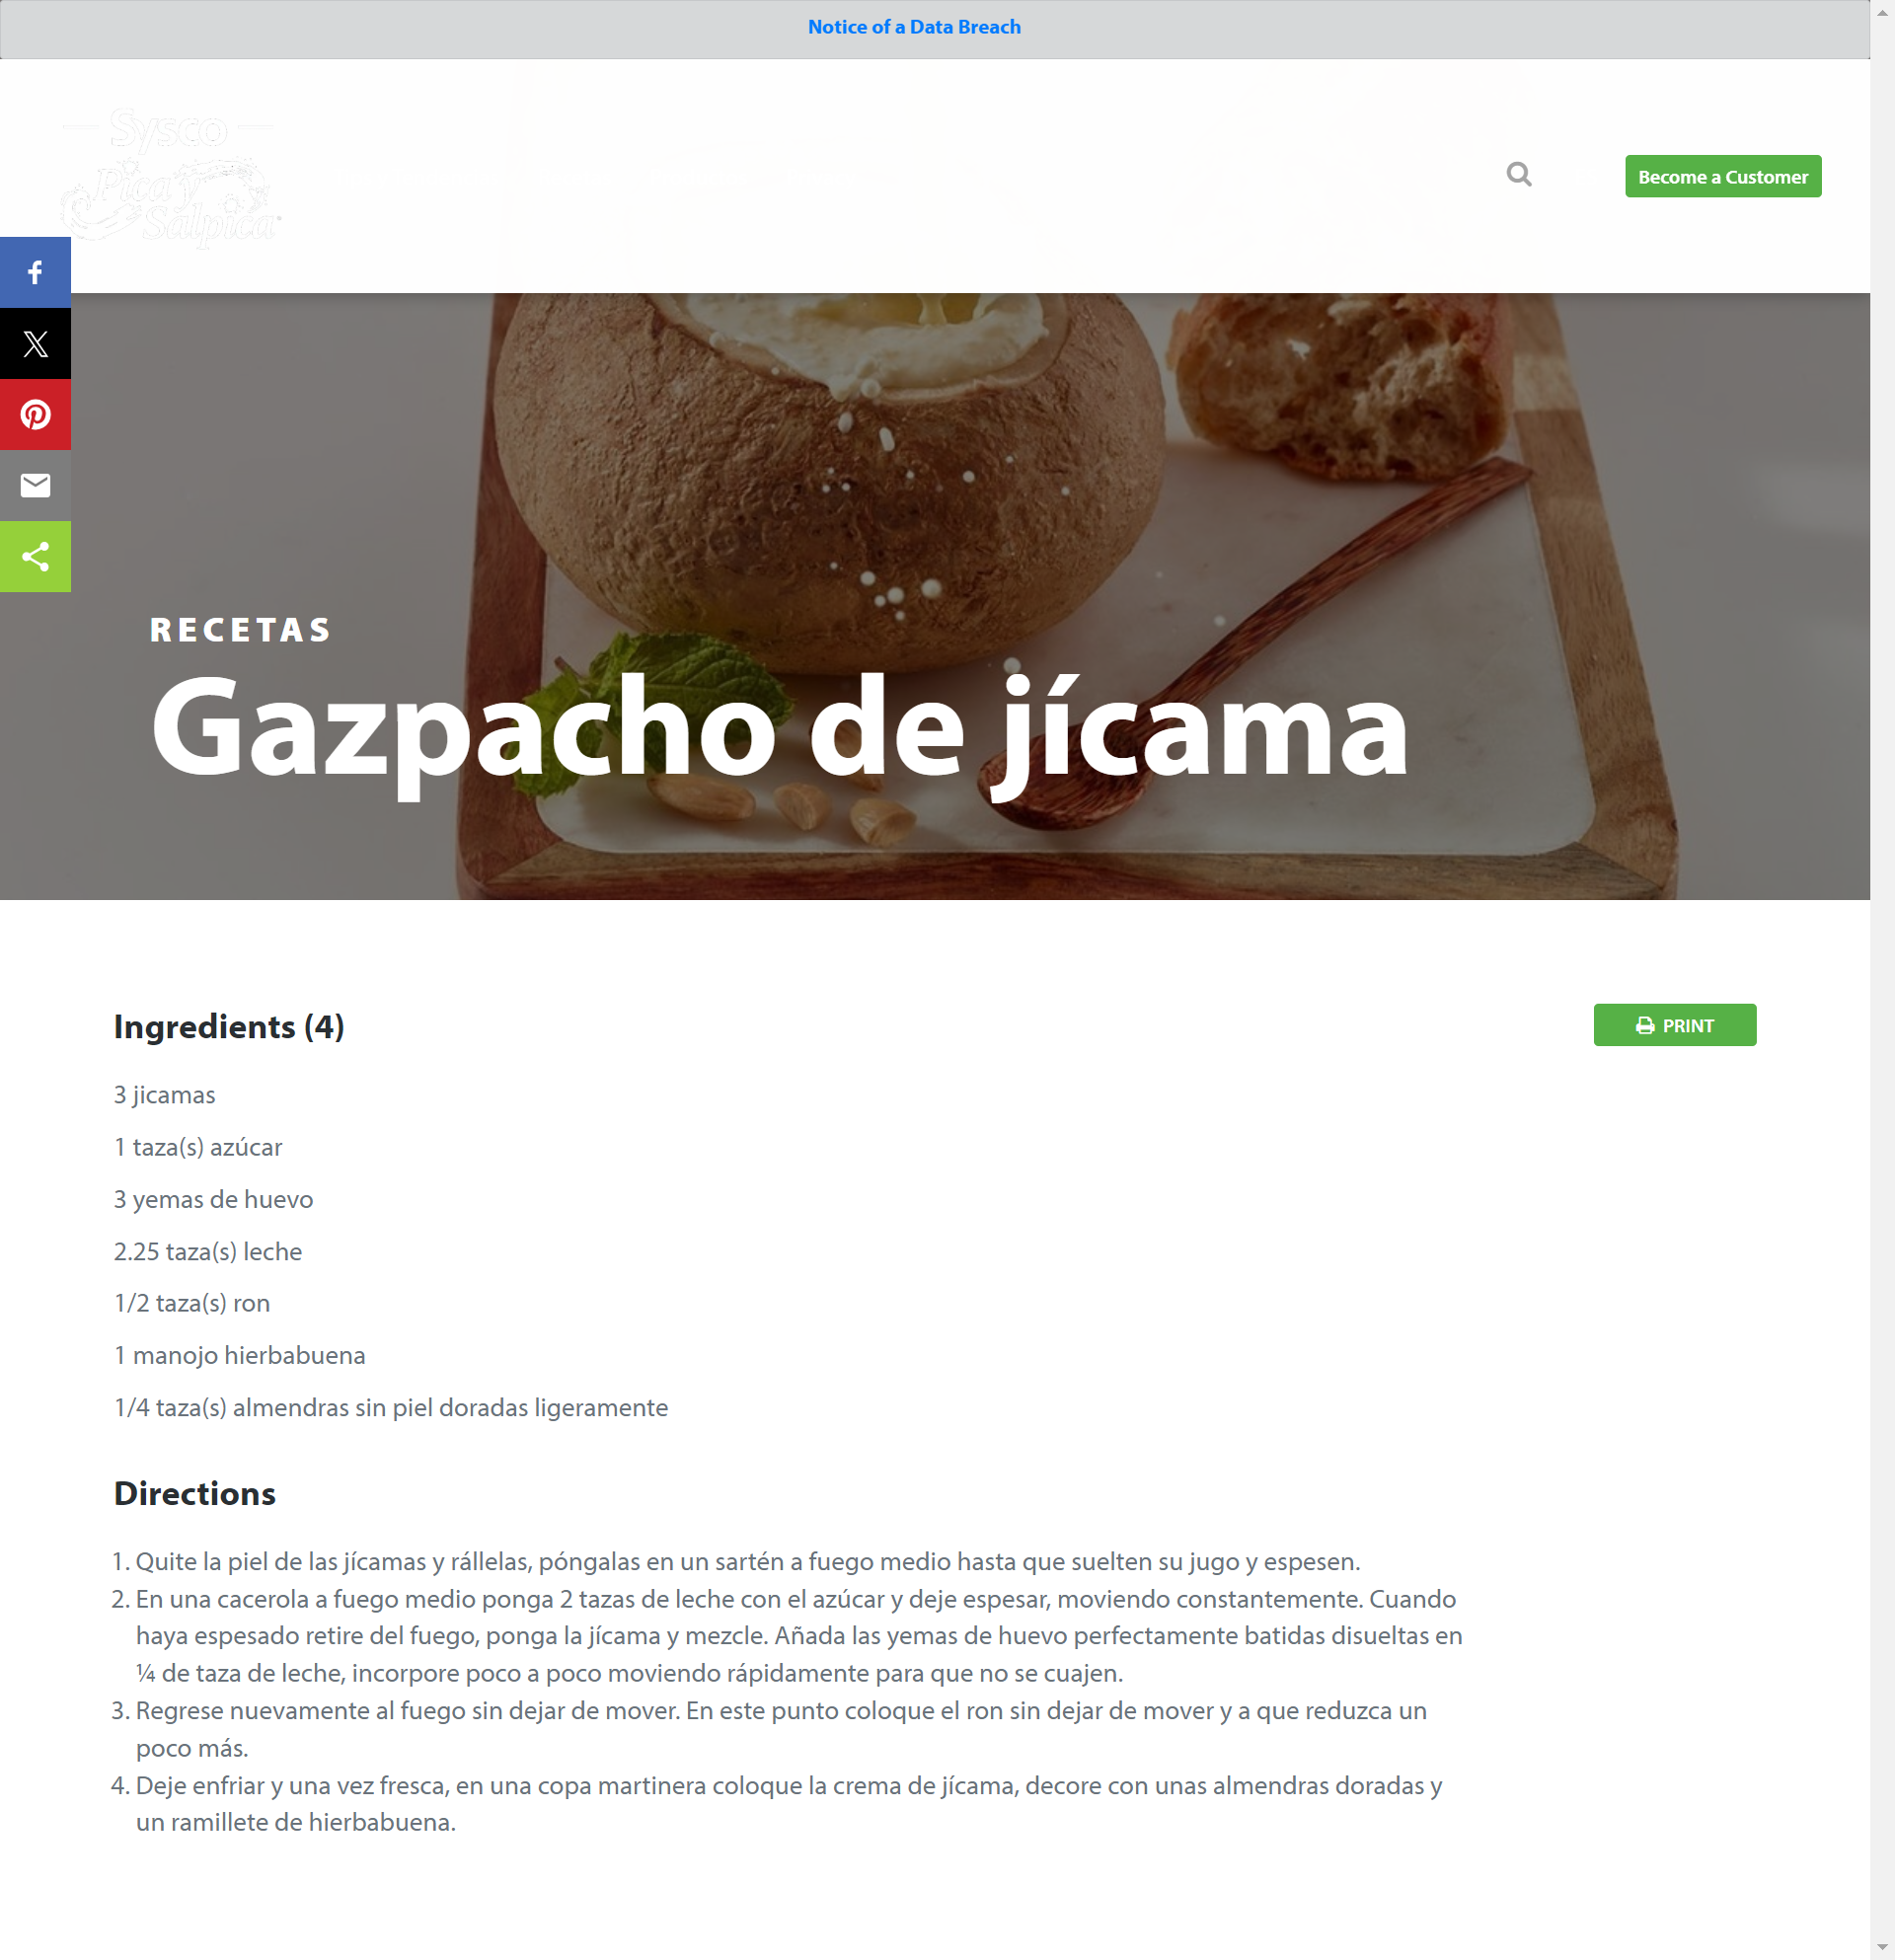 Notice of a Data Breach
Sysco
Pica y
Salpica
Become a Customer
RECETAS
Gazpacho de jícama
Ingredients (4)
PRINT
3 jicamas
1 taza(s) azúcar
3 yemas de huevo
2.25 taza(s) leche
1/2 taza(s) ron
1 manojo hierbabuena
1/4 taza(s) almendras sin piel doradas ligeramente
Directions
1. Quite la piel de las jícamas y rállelas, póngalas en un sartén a fuego medio hasta que suelten su jugo y espesen.
2. En una cacerola a fuego medio ponga 2 tazas de leche con el azúcar y deje espesar, moviendo constantemente. Cuando
haya espesado retire del fuego, ponga la jícama y mezcle. Añada las yemas de huevo perfectamente batidas disueltas en
¼ de taza de leche, incorpore poco a poco moviendo rápidamente para que no se cuajen.
3. Regrese nuevamente al fuego sin dejar de mover. En este punto coloque el ron sin dejar de mover y a que reduzca un
poco más.
4. Deje enfriar y una vez fresca, en una copa martinera coloque la crema de jícama, decore con unas almendras doradas y
un ramillete de hierbabuena.